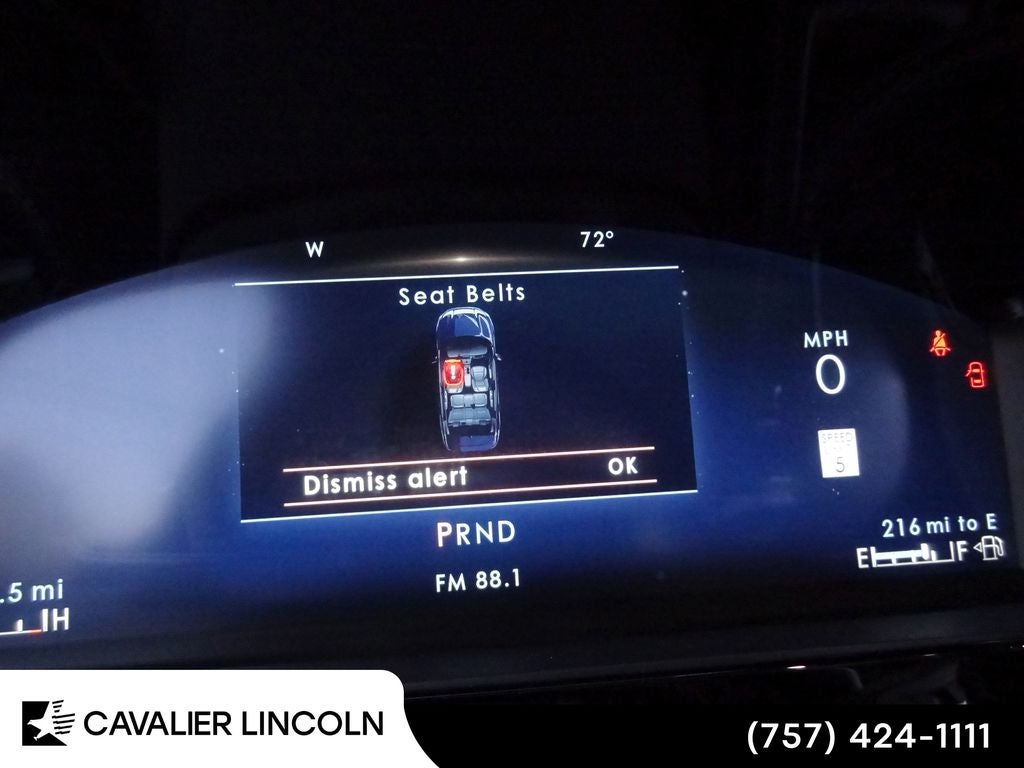 W 72°
Seat Belts
MPH
0
SPEED
5
Dismiss alert OK
PRND
216 mi to E
E F
FM 88.1
.5 mi
H
CAVALIER LINCOLN
(757) 424-1111